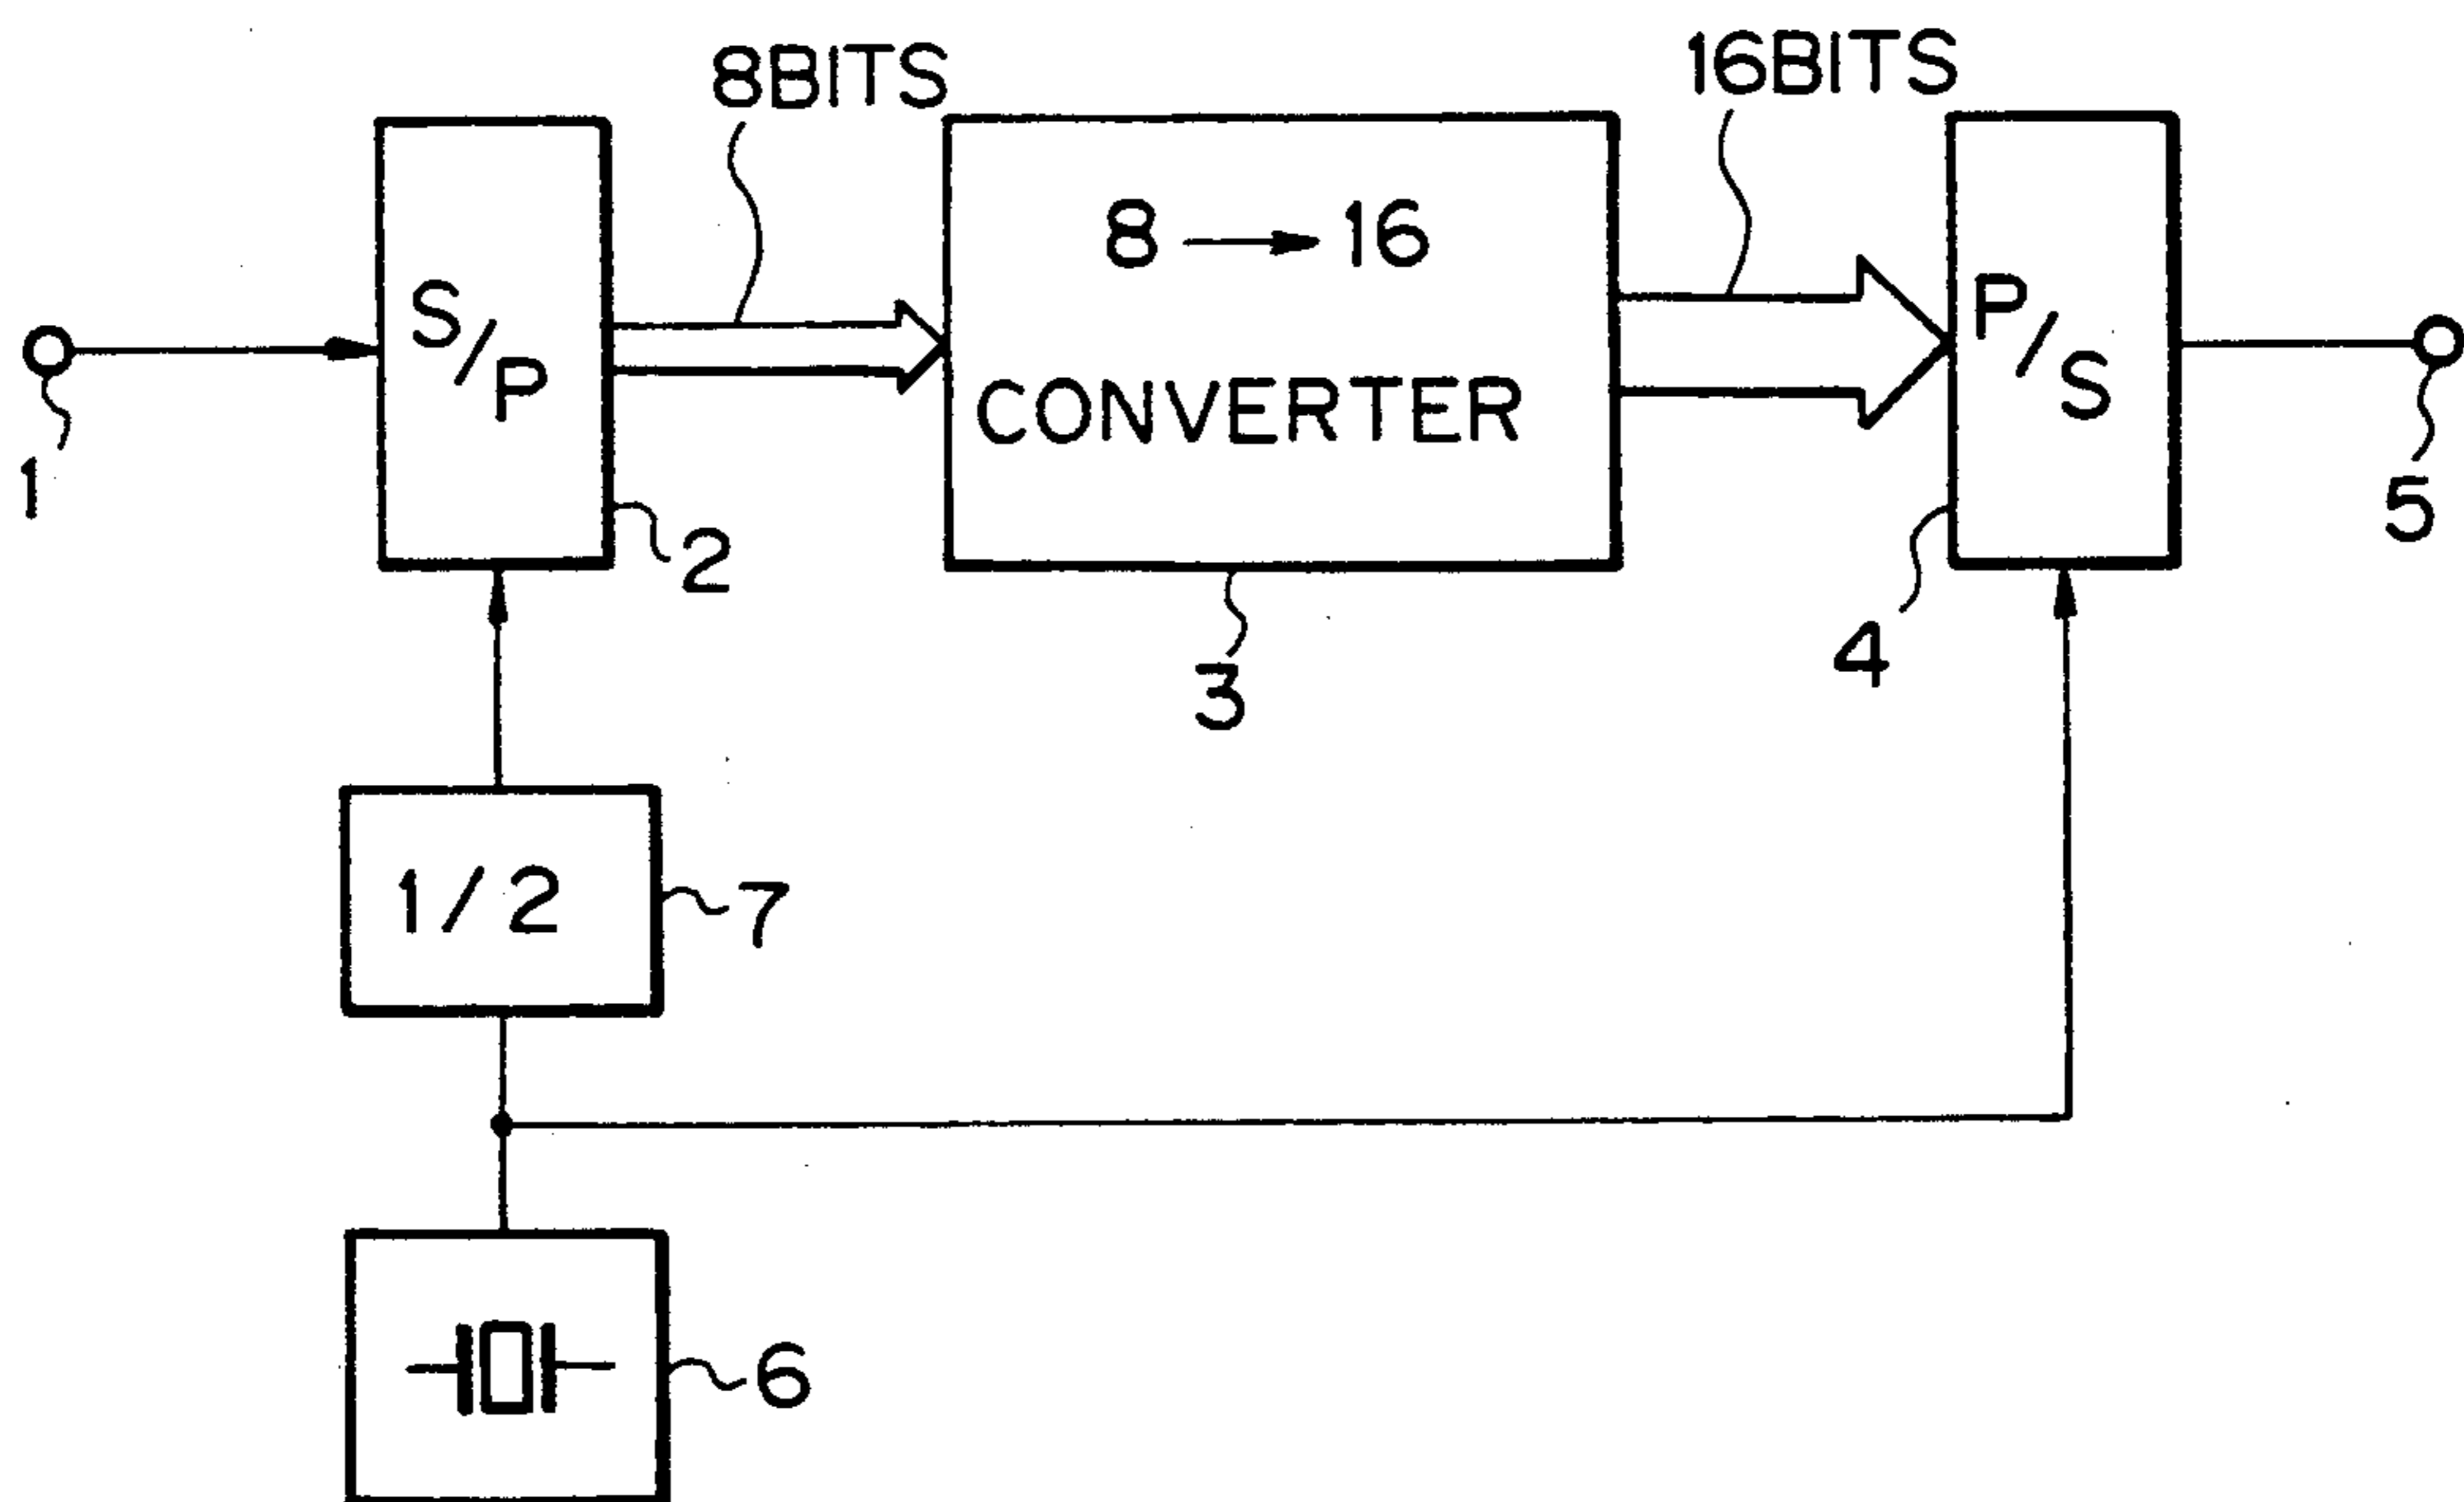 8BITS
16BITS
8 → 16
CONVERTER
S/P
P/S
1
2
3
4
5
1/2
7
6